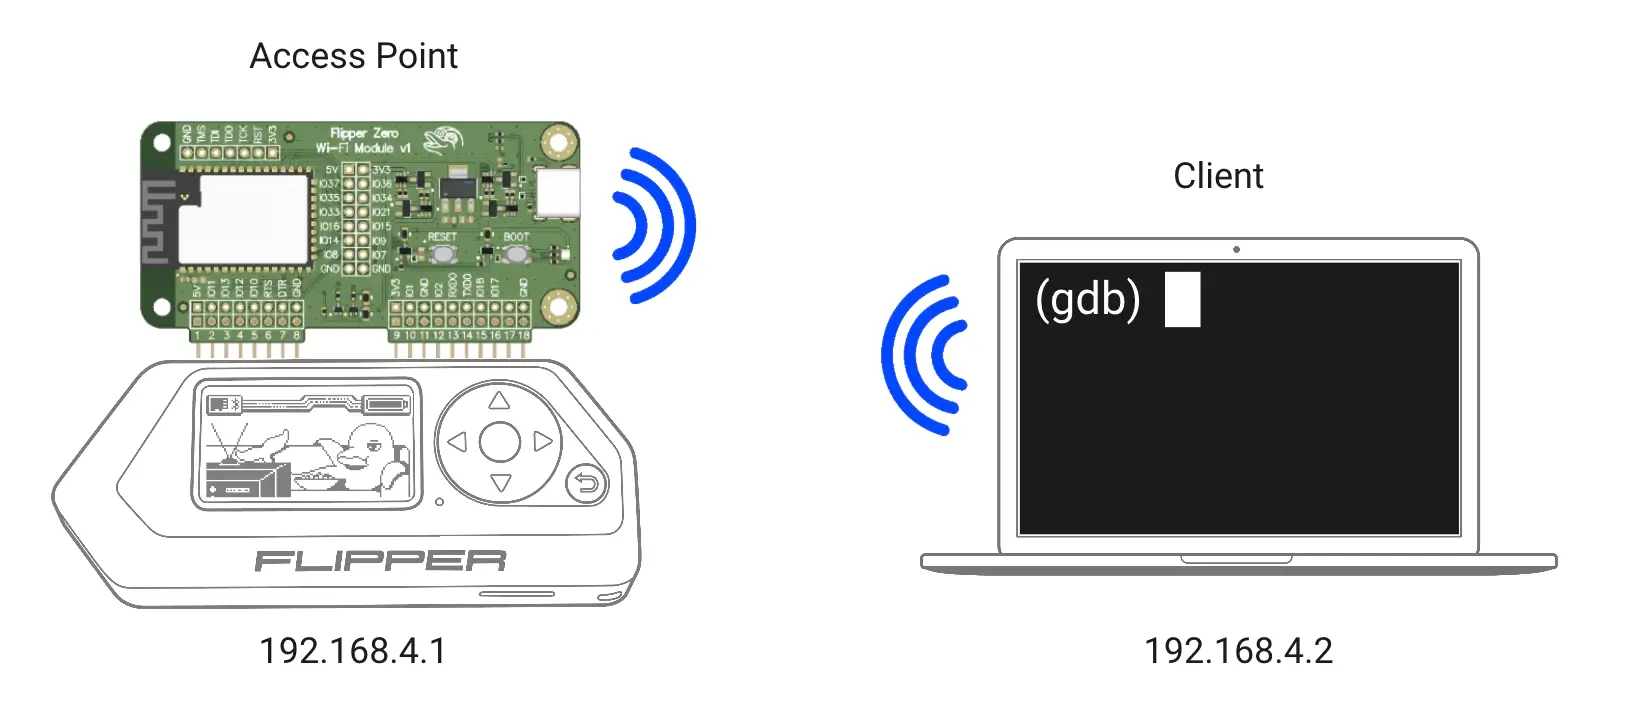 Access Point
GND TMS TDI TDO TCK RST 3V3
Flipper Zero
Wi-Fi Module v1
5V 3V3
IO37 IO36
IO35 IO34
IO33 IO21
IO16 IO15
IO14 IO9
IO8 IO7
GND GND
RESET
BOOT
5V IO11 IO13 IO12 IO10 RTS DTR GND
3V3 IO1 GND IO2 RXD0 TXD0 IO18 IO17 GND
1 2 3 4 5 6 7 8
9 10 11 12 13 14 15 16 17 18
FLIPPER
192.168.4.1
Client
(gdb)
192.168.4.2